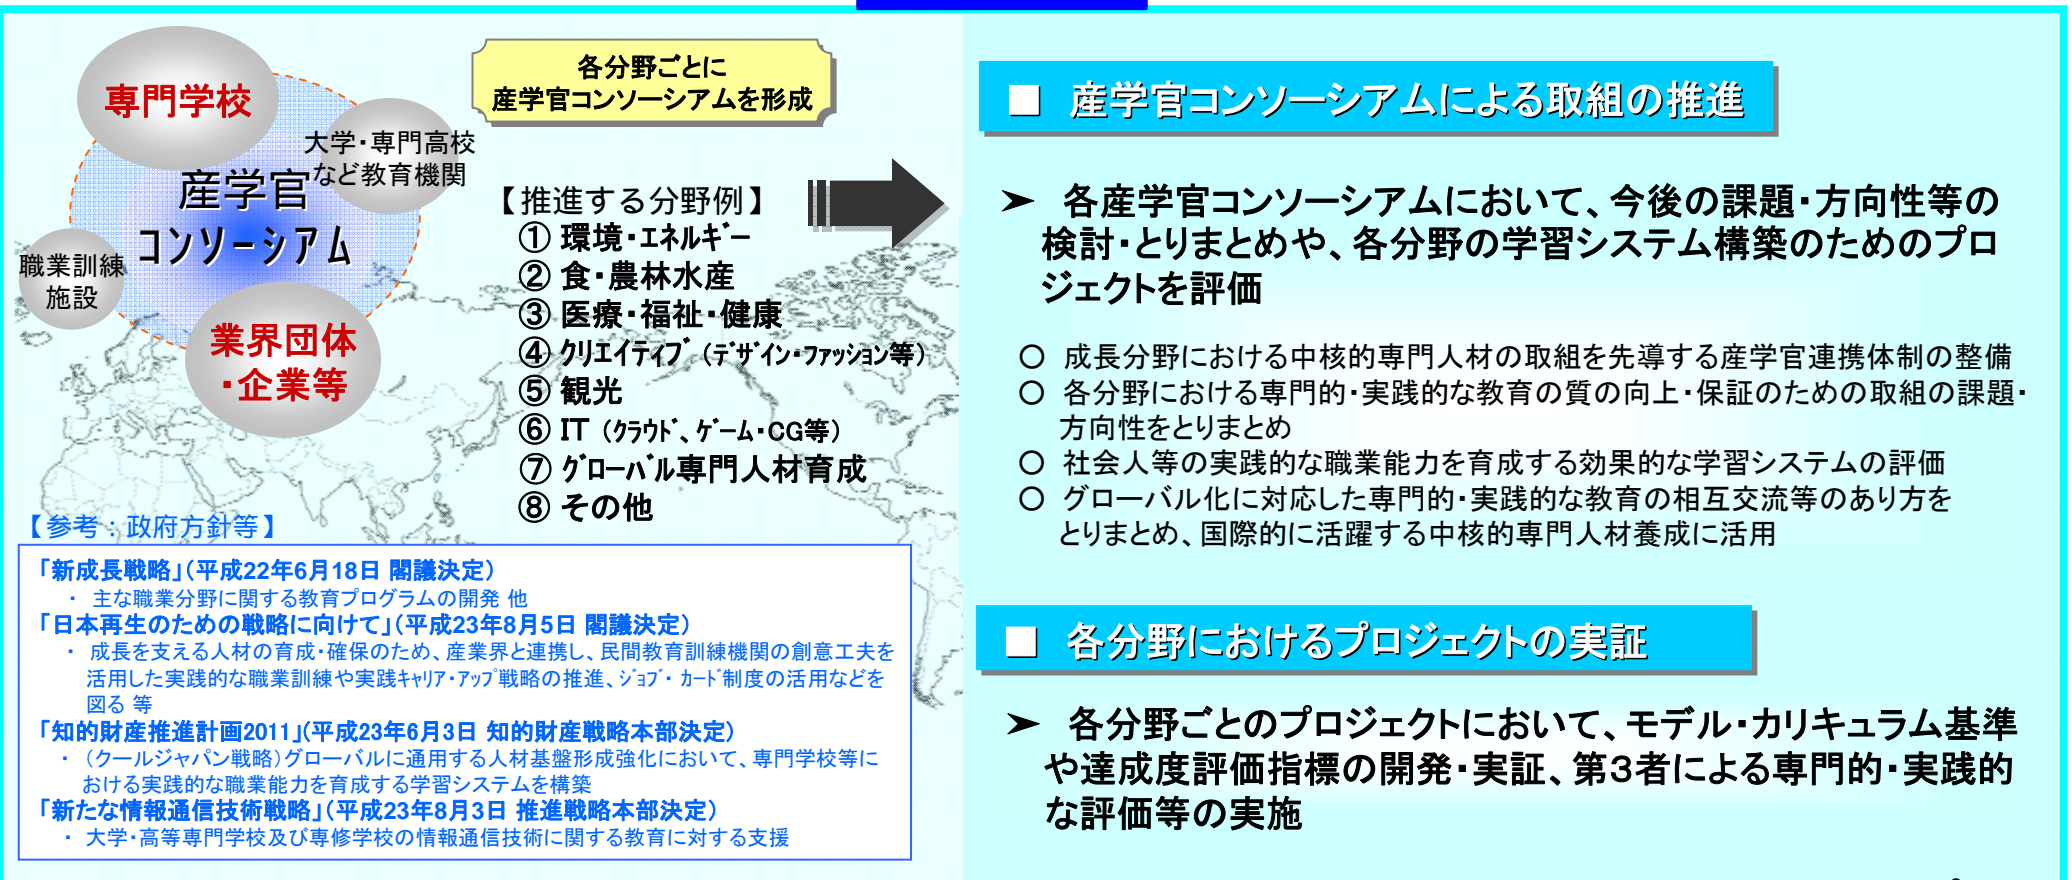 専門学校
大学・専門高校
など教育機関
産学官
コンソーシアム
職業訓練
施設
業界団体
・企業等
各分野ごとに
産学官コンソーシアムを形成
【推進する分野例】
① 環境・エネルギー
② 食・農林水産
③ 医療・福祉・健康
④ クリエイティブ（デザイン・ファッション等）
⑤ 観光
⑥ IT（クラウド、ゲーム・CG等）
⑦ グローバル専門人材育成
⑧ その他
【参考：政府方針等】
「新成長戦略」（平成22年6月18日 閣議決定）
・ 主な職業分野に関する教育プログラムの開発 他
「日本再生のための戦略に向けて」（平成23年8月5日 閣議決定）
・ 成長を支える人材の育成・確保のため、産業界と連携し、民間教育訓練機関の創意工夫を
活用した実践的な職業訓練や実践キャリア・アップ戦略の推進、ジョブ・カード制度の活用などを
図る 等
「知的財産推進計画2011」（平成23年6月3日 知的財産戦略本部決定）
・ （クールジャパン戦略）グローバルに通用する人材基盤形成強化において、専門学校等に
おける実践的な職業能力を育成する学習システムを構築
「新たな情報通信技術戦略」（平成23年8月3日 推進戦略本部決定）
・ 大学・高等専門学校及び専修学校の情報通信技術に関する教育に対する支援
■ 産学官コンソーシアムによる取組の推進
➢ 各産学官コンソーシアムにおいて、今後の課題・方向性等の
検討・とりまとめや、各分野の学習システム構築のためのプロ
ジェクトを評価
○ 成長分野における中核的専門人材の取組を先導する産学官連携体制の整備
○ 各分野における専門的・実践的な教育の質の向上・保証のための取組の課題・
方向性をとりまとめ
○ 社会人等の実践的な職業能力を育成する効果的な学習システムの評価
○ グローバル化に対応した専門的・実践的な教育の相互交流等のあり方を
とりまとめ、国際的に活躍する中核的専門人材養成に活用
■ 各分野におけるプロジェクトの実証
➢ 各分野ごとのプロジェクトにおいて、モデル・カリキュラム基準
や達成度評価指標の開発・実証、第３者による専門的・実践的
な評価等の実施